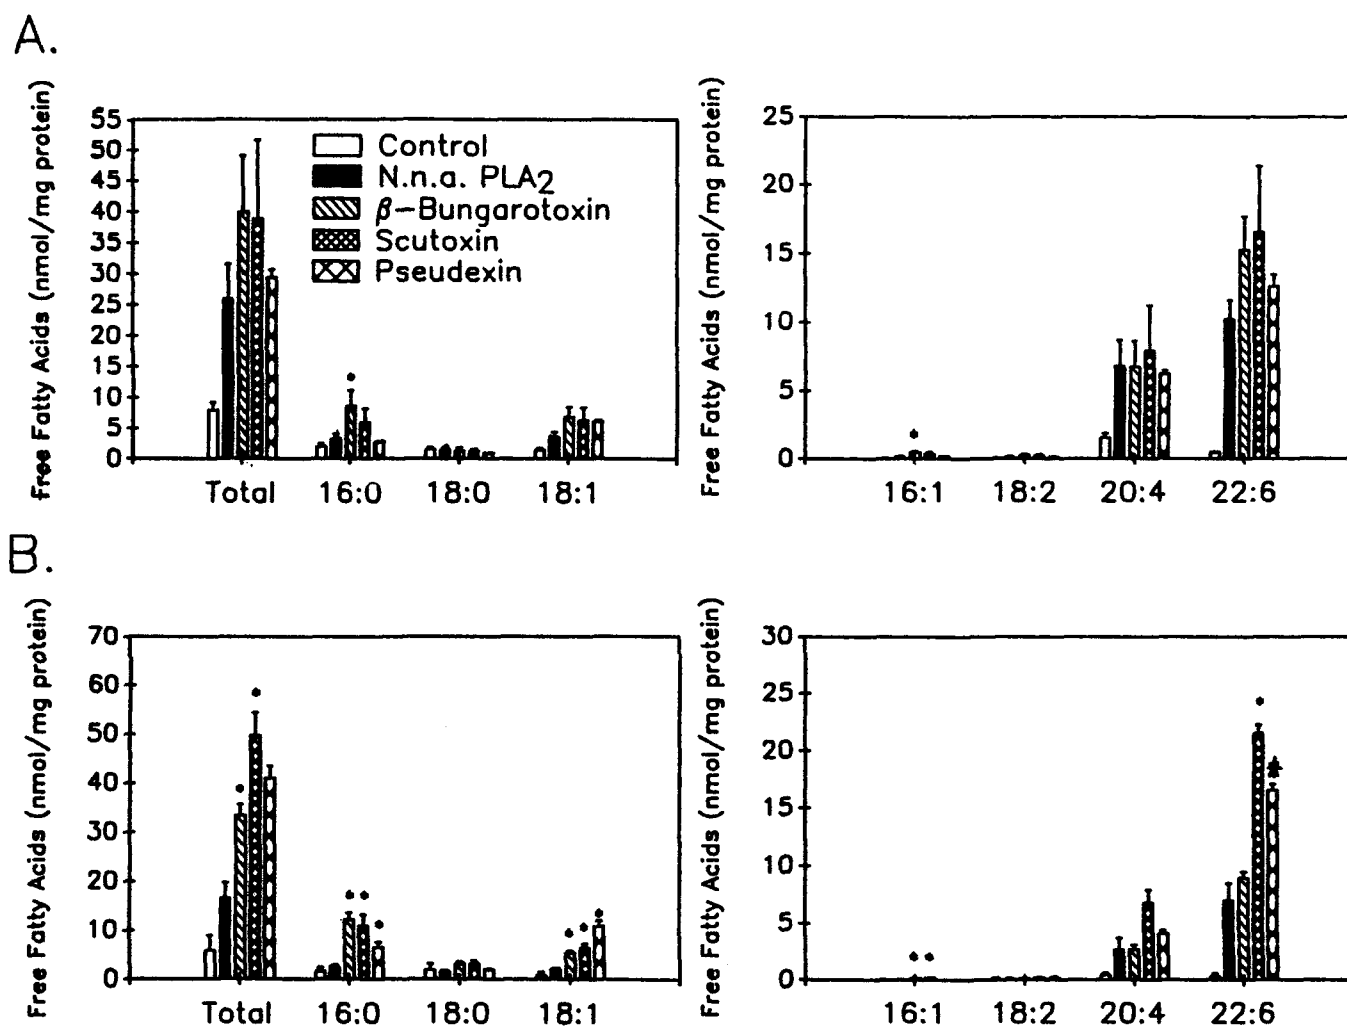 A.
Free Fatty Acids (nmol/mg protein)
55
50
45
40
35
30
25
20
15
10
5
0
Control
N.n.a. PLA2
β-Bungarotoxin
Scutoxin
Pseudexin
*
Total 16:0 18:0 18:1
Free Fatty Acids (nmol/mg protein)
25
20
15
10
5
0
*
16:1 18:2 20:4 22:6
B.
Free Fatty Acids (nmol/mg protein)
70
60
50
40
30
20
10
0
* *
* * *
* * *
Total 16:0 18:0 18:1
Free Fatty Acids (nmol/mg protein)
30
25
20
15
10
5
0
* *
*
16:1 18:2 20:4 22:6